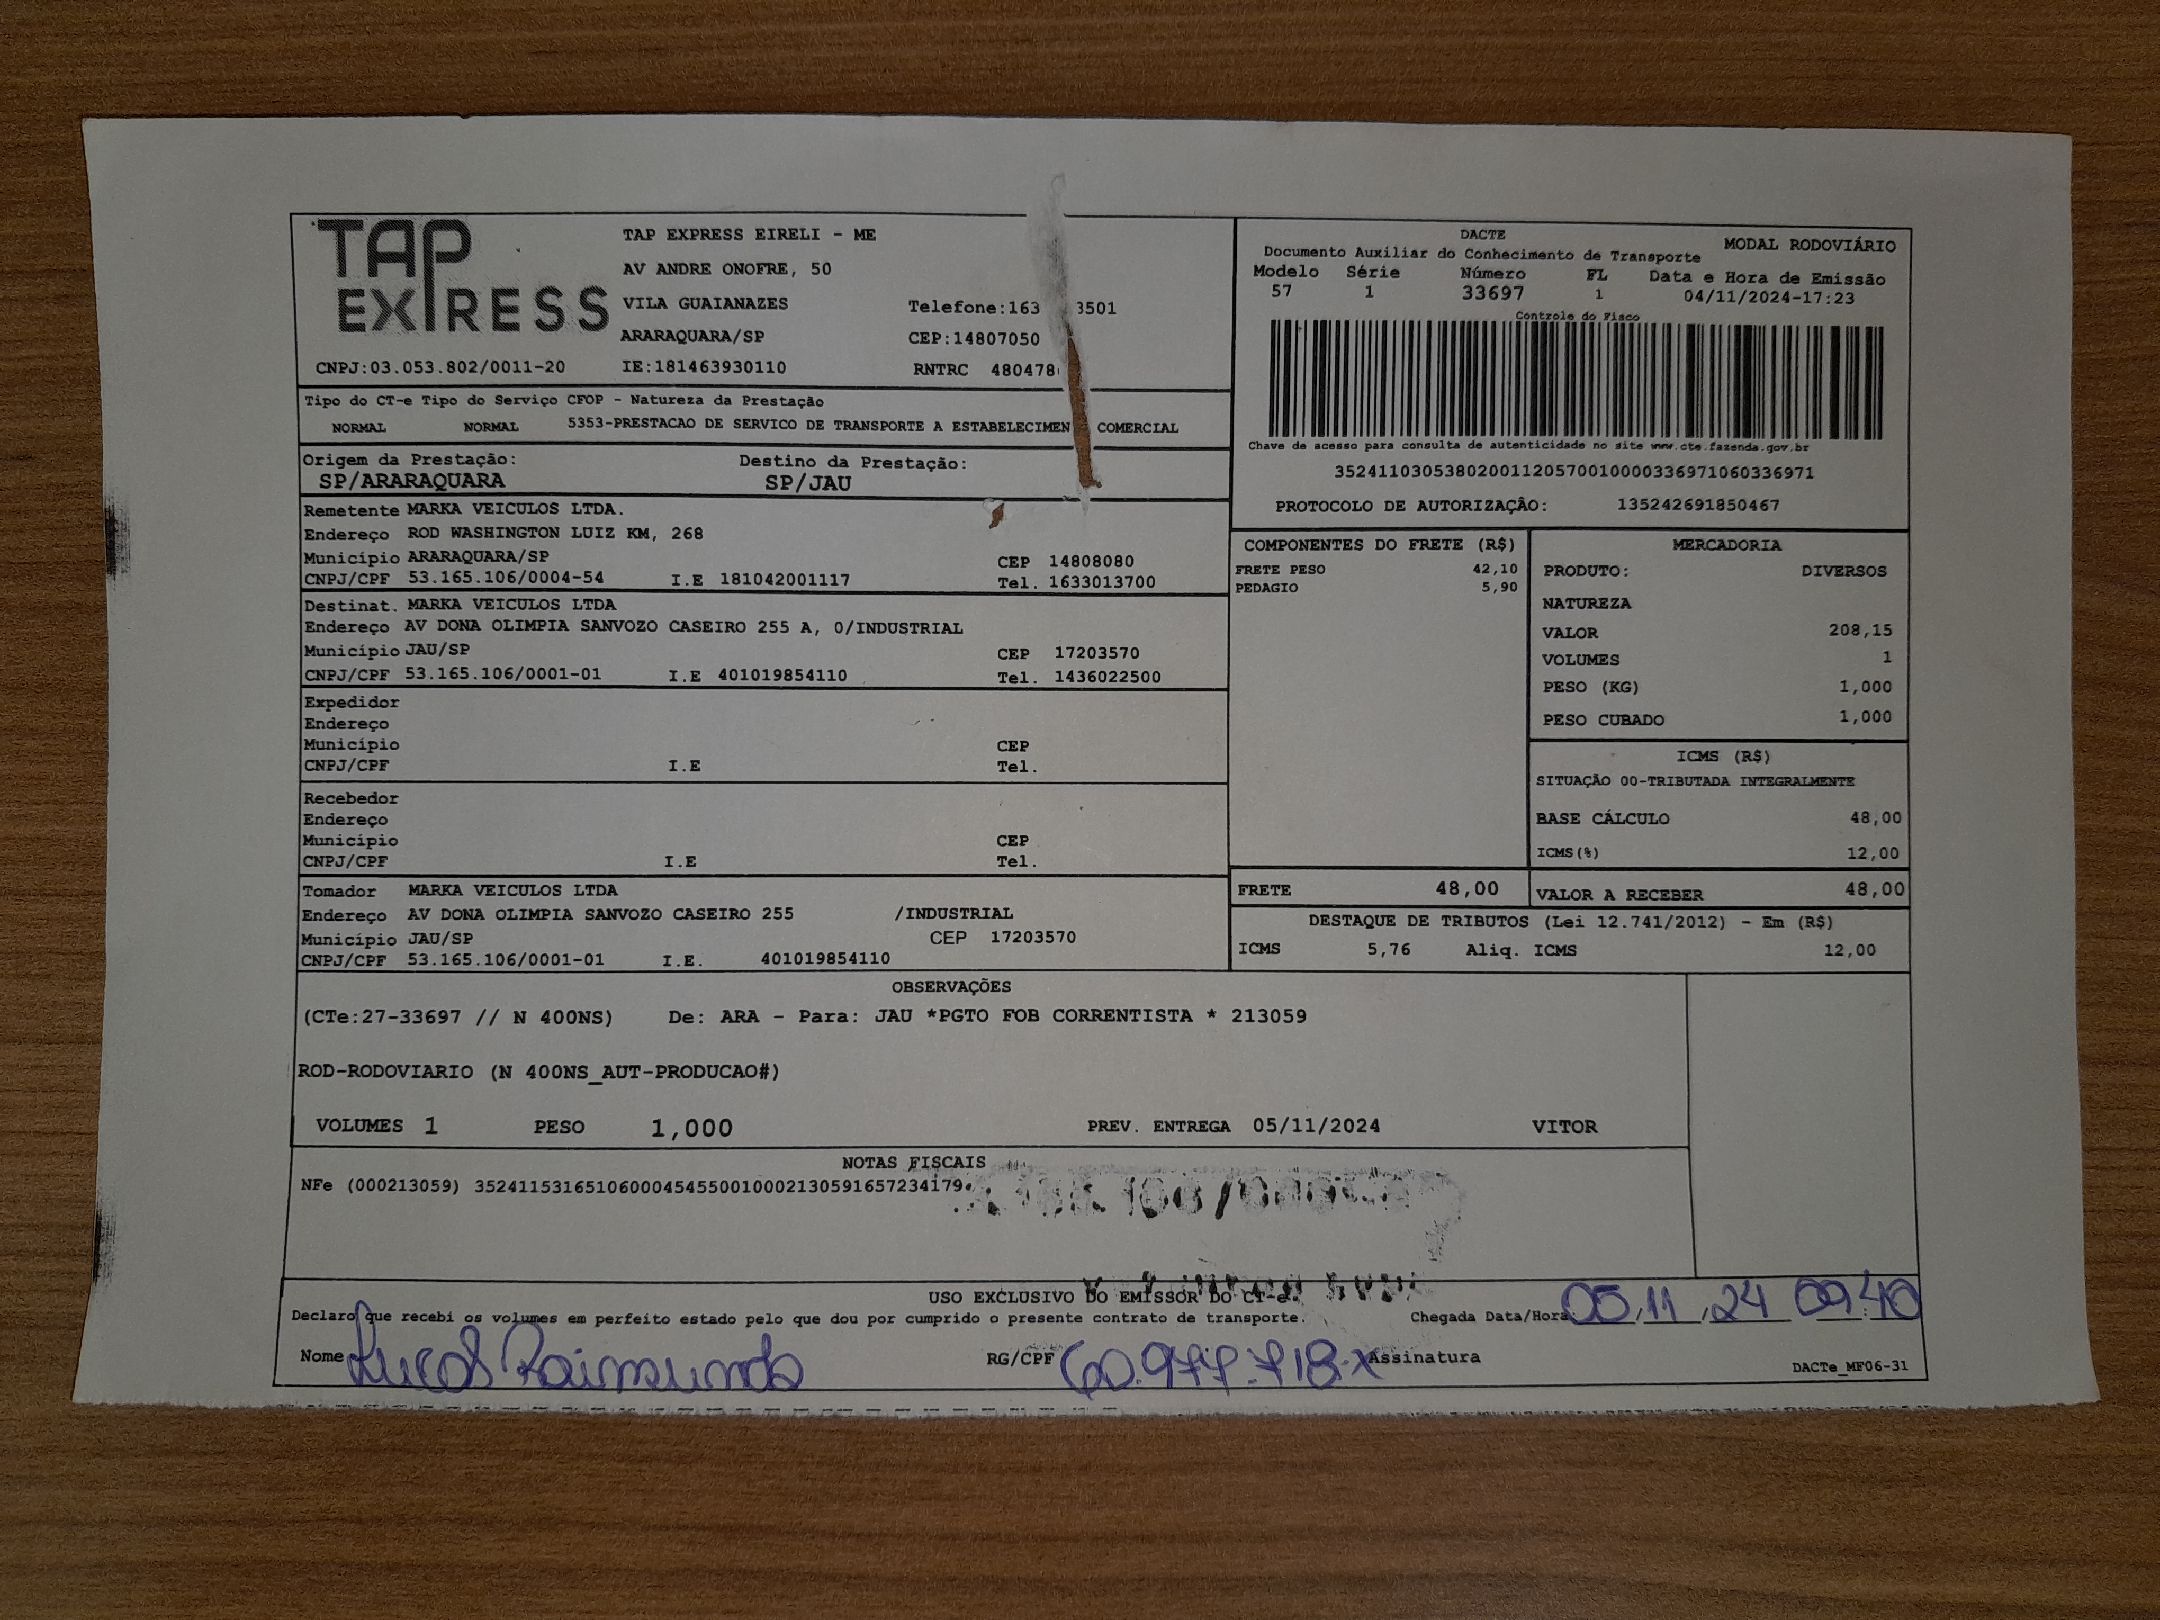 TAP EXPRESS
TAP EXPRESS EIRELI - ME
AV ANDRE ONOFRE, 50
VILA GUAIANAZES Telefone:163 3501
ARARAQUARA/SP CEP:14807050
CNPJ:03.053.802/0011-20 IE:181463930110 RNTRC 480478
Tipo do CT-e Tipo do Serviço CFOP - Natureza da Prestação
NORMAL NORMAL 5353-PRESTACAO DE SERVICO DE TRANSPORTE A ESTABELECIMEN COMERCIAL
Origem da Prestação: Destino da Prestação:
SP/ARARAQUARA SP/JAU
Remetente MARKA VEICULOS LTDA.
Endereço ROD WASHINGTON LUIZ KM, 268
Município ARARAQUARA/SP CEP 14808080
CNPJ/CPF 53.165.106/0004-54 I.E 181042001117 Tel. 1633013700
Destinat. MARKA VEICULOS LTDA
Endereço AV DONA OLIMPIA SANVOZO CASEIRO 255 A, 0/INDUSTRIAL
Município JAU/SP CEP 17203570
CNPJ/CPF 53.165.106/0001-01 I.E 401019854110 Tel. 1436022500
Expedidor
Endereço
Município CEP
CNPJ/CPF I.E Tel.
Recebedor
Endereço
Município CEP
CNPJ/CPF I.E Tel.
Tomador MARKA VEICULOS LTDA
Endereço AV DONA OLIMPIA SANVOZO CASEIRO 255 /INDUSTRIAL
Município JAU/SP CEP 17203570
CNPJ/CPF 53.165.106/0001-01 I.E. 401019854110
DACTE
Documento Auxiliar do Conhecimento de Transporte MODAL RODOVIÁRIO
Modelo Série Número FL Data e Hora de Emissão
57 1 33697 1 04/11/2024-17:23
Controle do Fisco
Chave de acesso para consulta de autenticidade no site www.cte.fazenda.gov.br
35241103053802001120570010000336971060336971
PROTOCOLO DE AUTORIZAÇÃO: 135242691850467
COMPONENTES DO FRETE (R$)
FRETE PESO 42,10
PEDAGIO 5,90
MERCADORIA
PRODUTO: DIVERSOS
NATUREZA
VALOR 208,15
VOLUMES 1
PESO (KG) 1,000
PESO CUBADO 1,000
ICMS (R$)
SITUAÇÃO 00-TRIBUTADA INTEGRALMENTE
BASE CÁLCULO 48,00
ICMS(%) 12,00
FRETE 48,00 VALOR A RECEBER 48,00
DESTAQUE DE TRIBUTOS (Lei 12.741/2012) - Em (R$)
ICMS 5,76 Aliq. ICMS 12,00
OBSERVAÇÕES
(CTe:27-33697 // N 400NS) De: ARA - Para: JAU *PGTO FOB CORRENTISTA * 213059
ROD-RODOVIARIO (N 400NS_AUT-PRODUCAO#)
VOLUMES 1 PESO 1,000 PREV. ENTREGA 05/11/2024 VITOR
NOTAS FISCAIS
NFe (000213059) 35241153165106000454550010002130591657234179
USO EXCLUSIVO DO EMISSOR DO CT-e.
Declaro que recebi os volumes em perfeito estado pelo que dou por cumprido o presente contrato de transporte. Chegada Data/Hora 05.11.24 09:40
Nome Lucas Raimundo RG/CPF 60.977.718-X Assinatura
DACTe_MF06-31